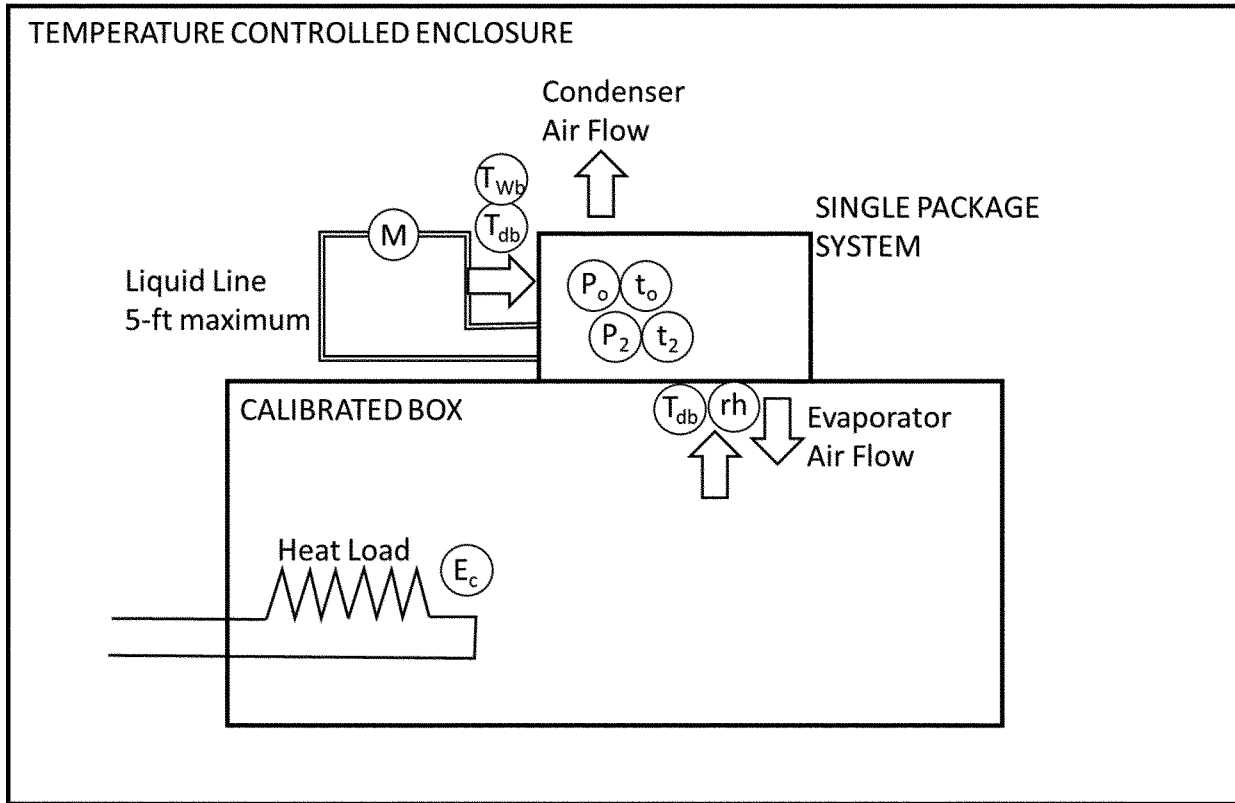 TEMPERATURE CONTROLLED ENCLOSURE
Condenser
Air Flow
T_Wb
T_db
M
SINGLE PACKAGE
SYSTEM
Liquid Line
5-ft maximum
P_o
t_o
P_2
t_2
CALIBRATED BOX
T_db
rh
Evaporator
Air Flow
Heat Load
E_c